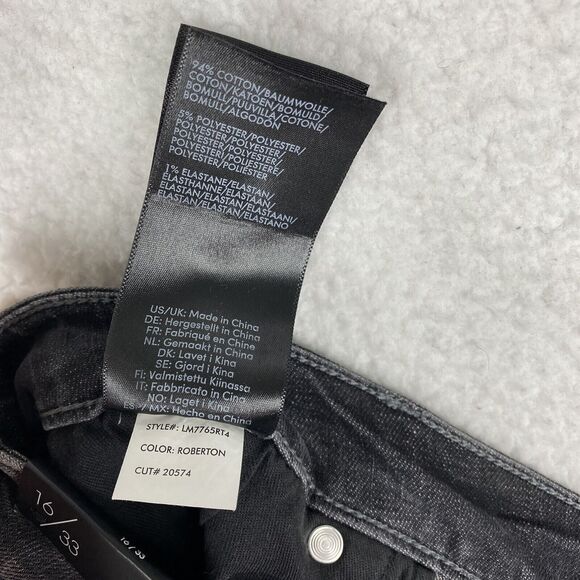 94% COTTON/BAUMWOLLE/
COTON/KATOEN/BOMUULD
BOMULL/PUUVILLA/COTONE/
BOMULL/ALGODÓN
5% POLYESTER/POLYESTER/
POLYESTER/POLYESTER/
POLYESTER/POLYESTER/
POLYESTERI/POLIESTERE/
POLYESTER/POLIÉSTER
1% ELASTANE/ELASTAN/
ELASTHANNE/ELASTAAN/
ELASTAN/ELASTAN/ELASTAANI/
ELASTAN/ELASTAN/ELASTANO
US/UK: Made in China
DE: Hergestellt in China
FR: Fabriqué en Chine
NL: Gemaakt in China
DK: Lavet i Kina
SE: Gjord i Kina
FI: Valmistettu Kiinassa
IT: Fabbricato in Cina
NO: Laget i Kina
MX: Hecho en China
STYLE#: LM7765RT4
COLOR: ROBERTON
CUT# 20574
16/33